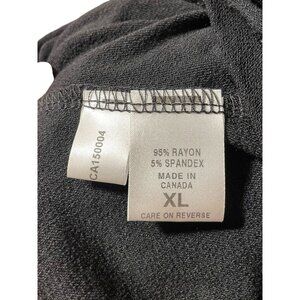 CA150004
95% RAYON
5% SPANDEX
MADE IN
CANADA
XL
CARE ON REVERSE